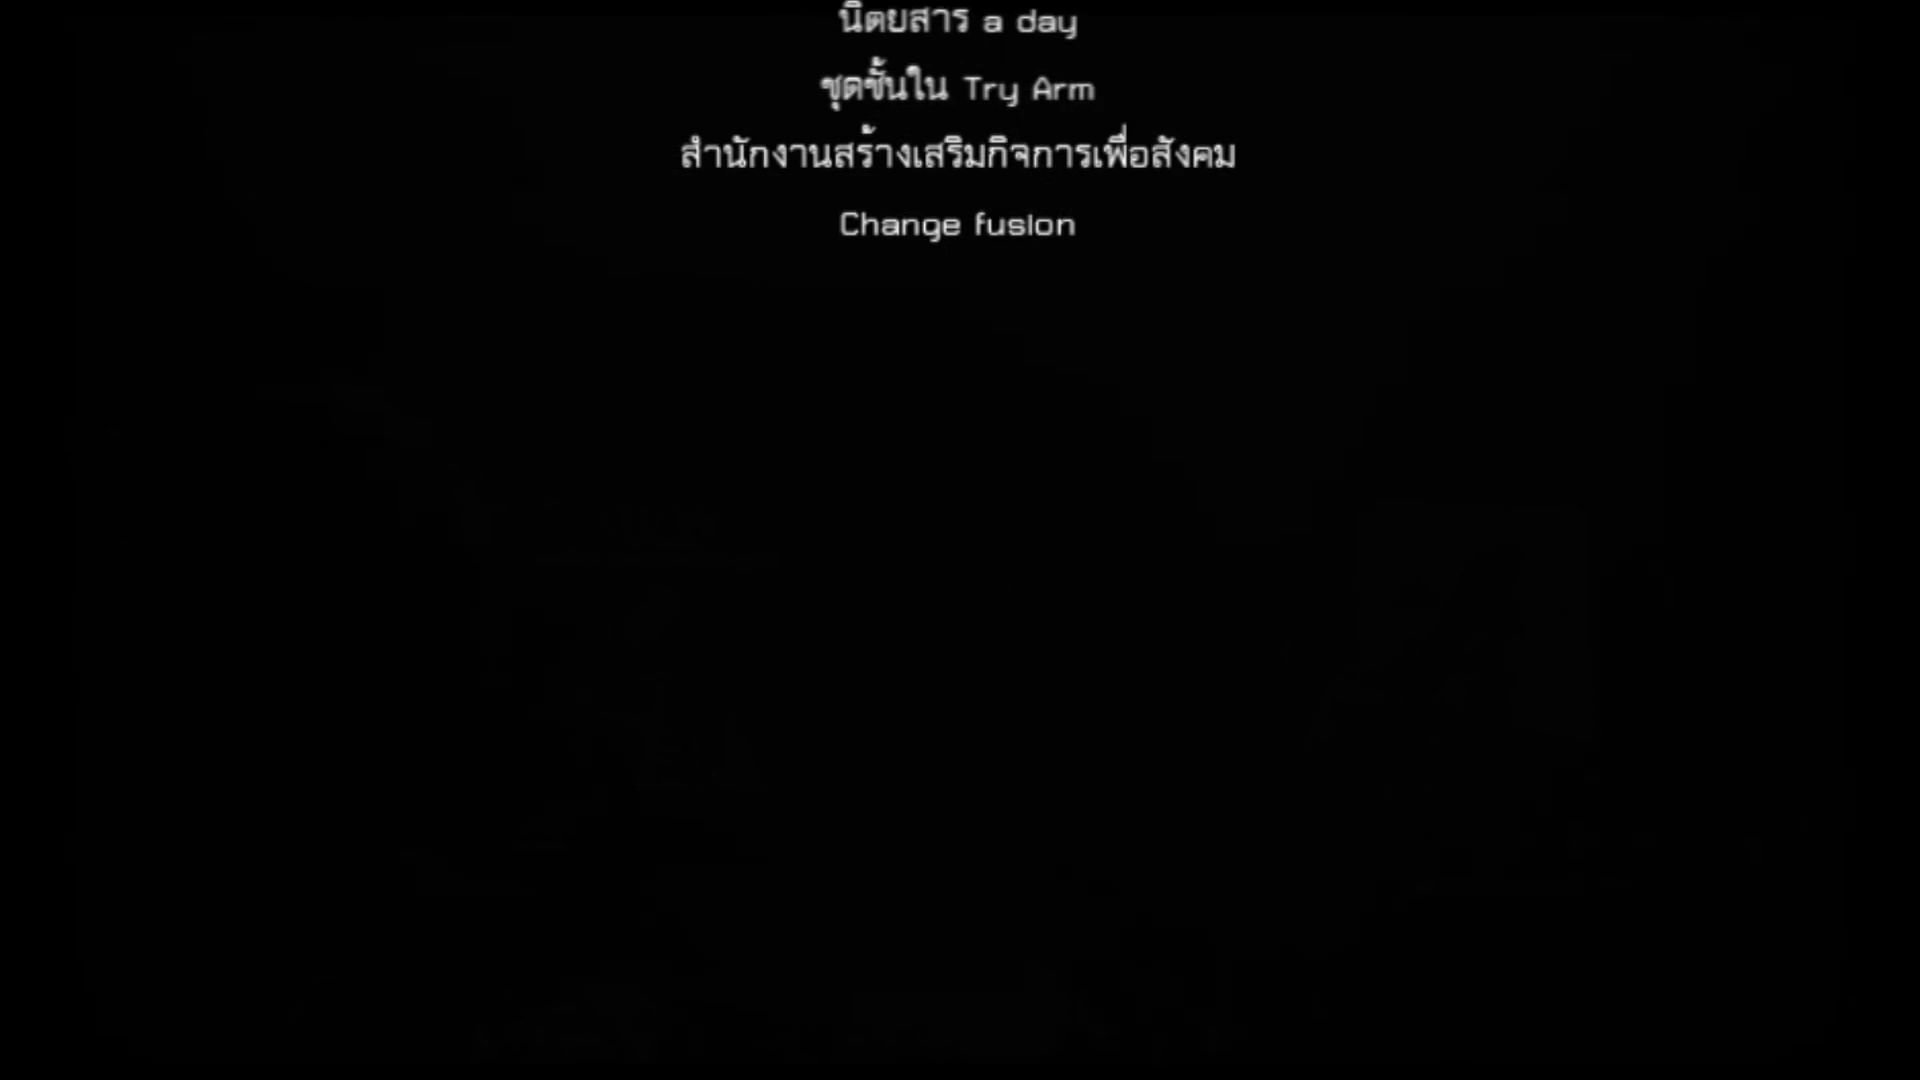 นิตยสาร a day
ชุดชั้นใน Try Arm
สำนักงานสร้างเสริมกิจการเพื่อสังคม
Change fusion